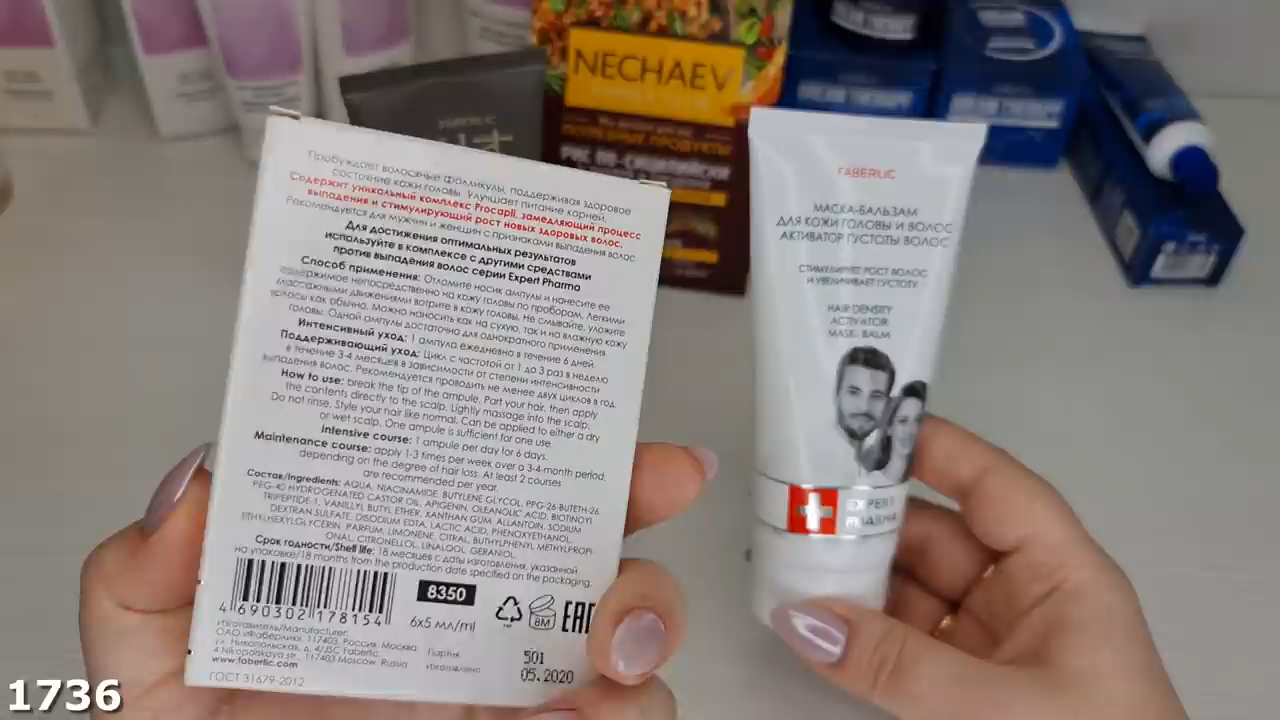 Пробуждает волосяные фолликулы, поддерживая здоровое
состояние кожи головы. Улучшает питание корней.
Содержит уникальный комплекс Procapil, замедляющий процесс
выпадения и стимулирующий рост новых здоровых волос.
Рекомендуется для мужчин и женщин с признаками выпадения волос.
Для достижения оптимальных результатов
используйте в комплексе с другими средствами
против выпадения волос серии Expert Pharma
Способ применения: Отломите носик ампулы и нанесите ее
содержимое непосредственно на кожу головы по проборам. Легкими
массажными движениями вотрите в кожу головы. Не смывайте, уложите
волосы как обычно. Можно наносить как на сухую, так и на влажную кожу
головы. Одной ампулы достаточно для однократного применения.
Интенсивный уход: 1 ампула ежедневно в течение 6 дней.
Поддерживающий уход: Цикл с частотой от 1 до 3 раз в неделю
в течение 3-4 месяцев в зависимости от степени интенсивности
выпадения волос. Рекомендуется проводить не менее двух циклов в год.
How to use: break the tip of the ampule. Part your hair, then apply
the contents directly to the scalp. Lightly massage into the scalp.
Do not rinse. Style your hair like normal. Can be applied to either a dry
or wet scalp. One ampule is sufficient for one use.
Intensive course: 1 ampule per day for 6 days.
Maintenance course: apply 1-3 times per week over a 3-4-month period,
depending on the degree of hair loss. At least 2 courses
are recommended per year.
Состав/Ingredients: AQUA, NIACINAMIDE, BUTYLENE GLYCOL, PPG-26-BUTETH-26,
PEG-40 HYDROGENATED CASTOR OIL, APIGENIN, OLEANOLIC ACID, BIOTINOYL
TRIPEPTIDE-1, VANILLYL BUTYL ETHER, XANTHAN GUM, ALLANTOIN, SODIUM
DEXTRAN SULFATE, DISODIUM EDTA, LACTIC ACID, PHENOXYETHANOL,
ETHYLHEXYLGLYCERIN, PARFUM, LIMONENE, CITRAL, BUTYLPHENYL METHYLPROPI-
ONAL, CITRONELLOL, LINALOOL, GERANIOL.
Срок годности/Shelf life: 18 месяцев с даты изготовления, указанной
на упаковке/18 months from the production date specified on the packaging.
4 690302 178154
8350
6x5 мл/ml
8M
EAC
Изготовитель/Manufacturer:
ОАО «Фаберлик», 117403, Россия, Москва,
ул. Никопольская, д. 4/JSC Faberlic,
4 Nikopolskaya str., 117403 Moscow, Russia
www.faberlic.com
ГОСТ 31679-2012
Партия
Изготовлено
501
05.2020
NECHAEV
FABERLIC
МАСКА-БАЛЬЗАМ
ДЛЯ КОЖИ ГОЛОВЫ И ВОЛОС
АКТИВАТОР ГУСТОТЫ ВОЛОС
СТИМУЛИРУЕТ РОСТ ВОЛОС
И УВЕЛИЧИВАЕТ ГУСТОТУ
HAIR DENSITY
ACTIVATOR
MASK-BALM
EXPERT
1736